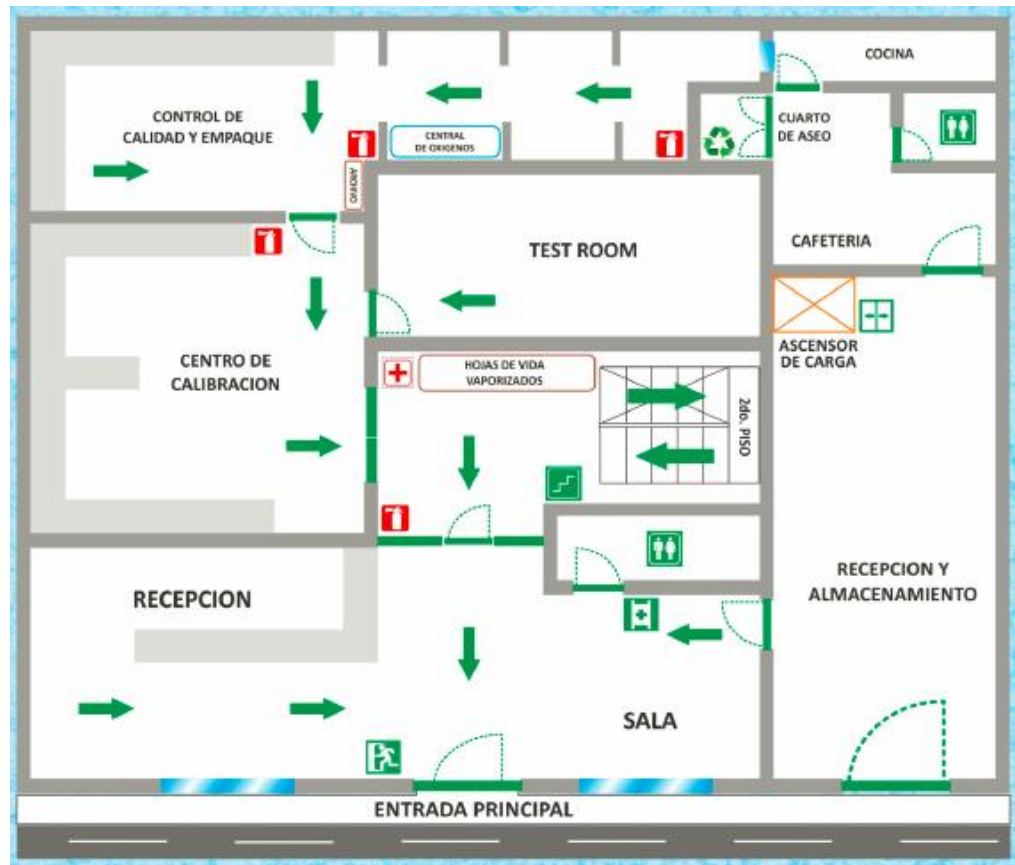 COCINA
CONTROL DE
CALIDAD Y EMPAQUE
CENTRAL
DE OXIGENOS
CUARTO
DE ASEO
ARCHIVO
TEST ROOM
CAFETERIA
ASCENSOR
DE CARGA
CENTRO DE
CALIBRACION
HOJAS DE VIDA
VAPORIZADOS
2do. PISO
RECEPCION Y
ALMACENAMIENTO
RECEPCION
SALA
ENTRADA PRINCIPAL